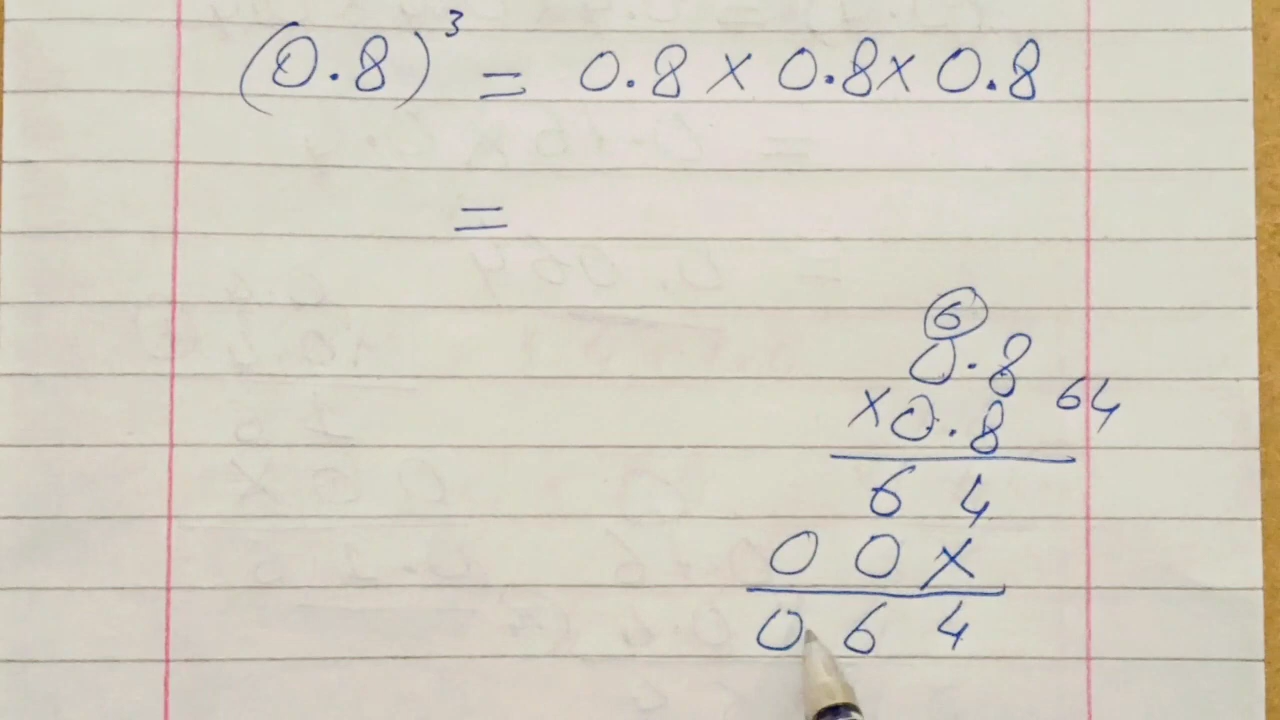 (0.8)³ = 0.8 × 0.8 × 0.8
=
6
0.8
× 0.8 64
6 4
0 0 ×
0 6 4